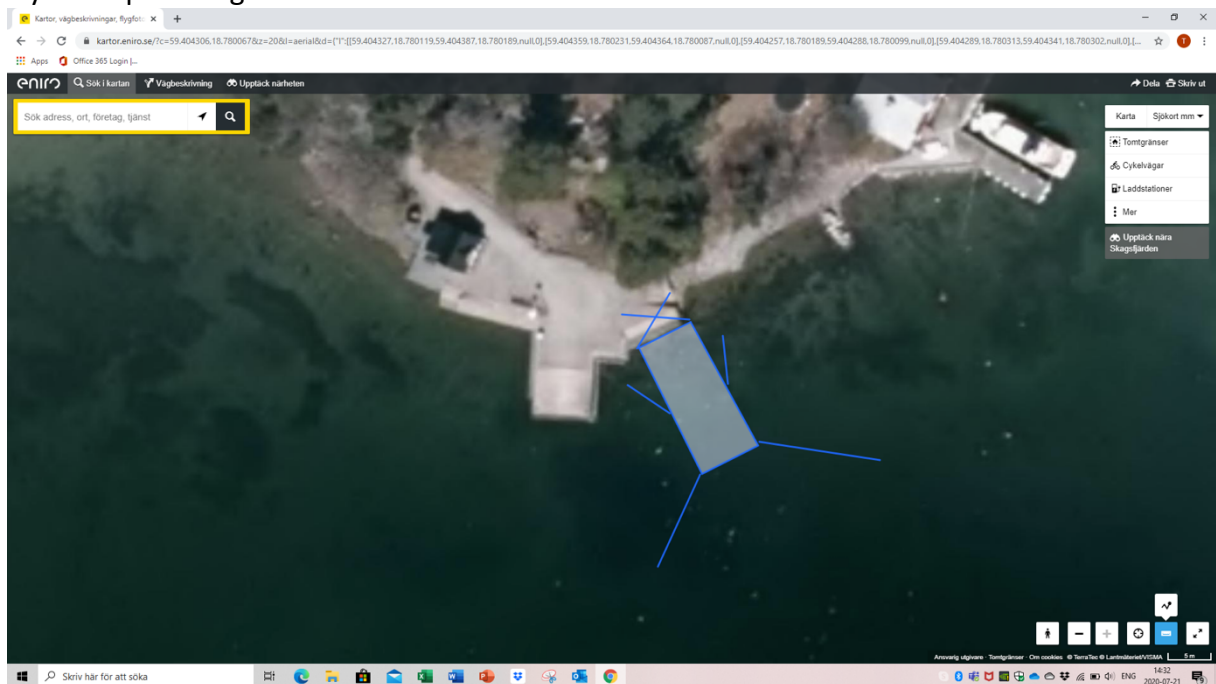 Kartor, vägbeskrivningar, flygfoto
kartor.eniro.se/?c=59.404306,18.780067&z=20&l=aerial&d={"1":[[59.404327,18.780119,59.404387,18.780189,null,0],[59.404359,18.780231,59.404364,18.780087,null,0],[59.404257,18.780189,59.404288,18.780099,null,0],[59.404289,18.780313,59.404341,18.780302,null,0],[...
T
Apps Office 365 Login |...
eniro Sök i kartan Vägbeskrivning Upptäck närheten Dela Skriv ut
Sök adress, ort, företag, tjänst
Karta Sjökort mm
Tomtgränser
Cykelvägar
Laddstationer
Mer
Upptäck nära
Skagsfjärden
Ansvarig utgivare · Tomtgränser · Om cookies © TerraTec © Lantmäteriet/VISMA 5 m
Skriv här för att söka
ENG
14:32
2020-07-21